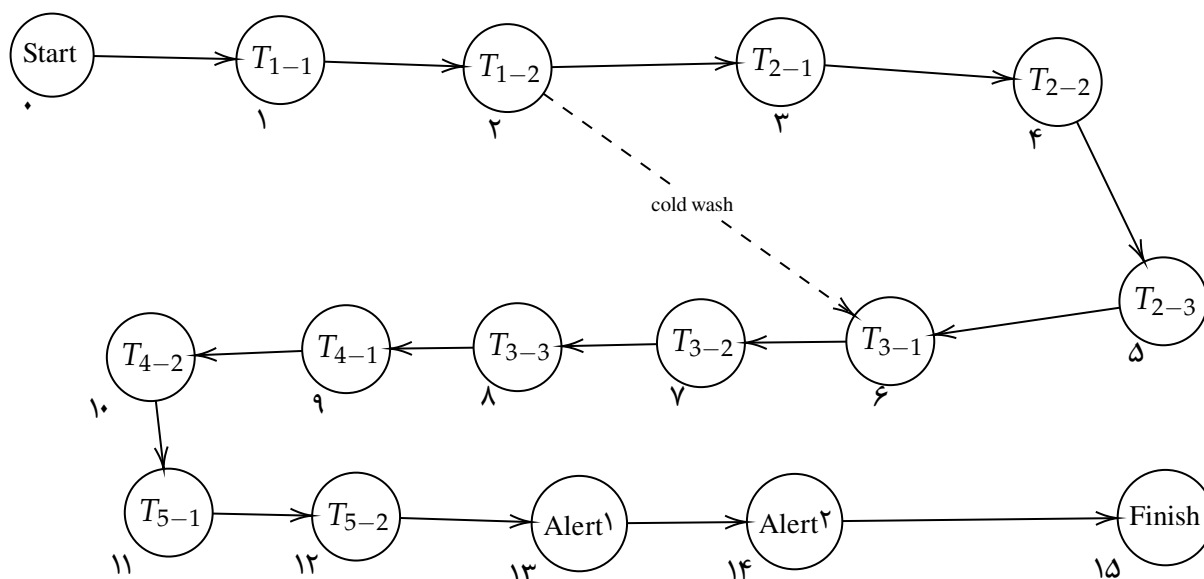 Start
T1−1
T1−2
T2−1
T2−2
۰
۱
۲
۳
۴
cold wash
T4−2
T4−1
T3−3
T3−2
T3−1
T2−3
۱۰
۹
۸
۷
۶
۵
T5−1
T5−2
Alert۱
Alert۲
Finish
۱۱
۱۲
۱۳
۱۴
۱۵